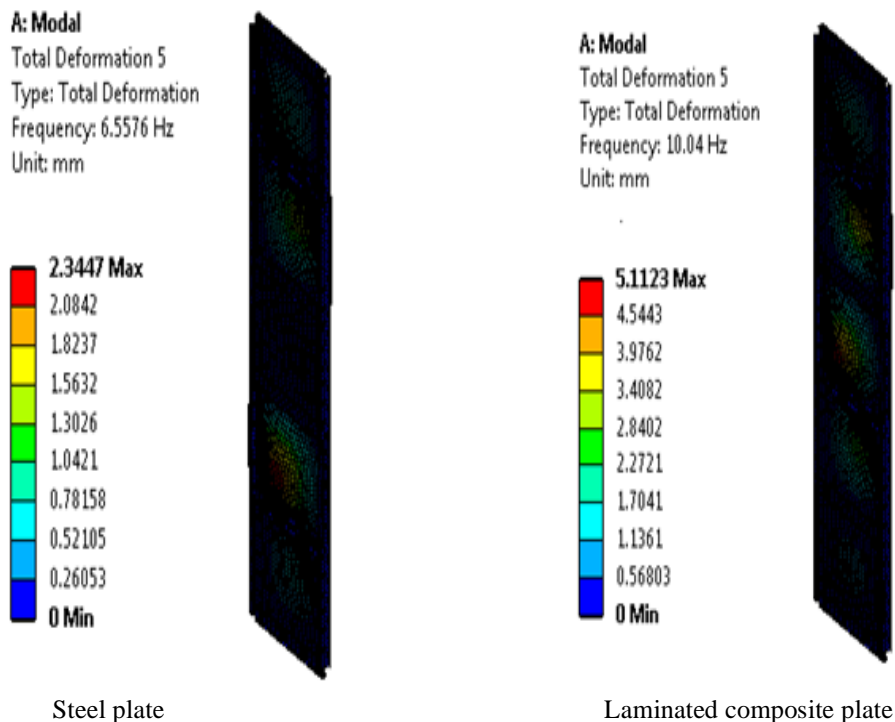 A: Modal
Total Deformation 5
Type: Total Deformation
Frequency: 6.5576 Hz
Unit: mm
2.3447 Max
2.0842
1.8237
1.5632
1.3026
1.0421
0.78158
0.52105
0.26053
0 Min
Steel plate
A: Modal
Total Deformation 5
Type: Total Deformation
Frequency: 10.04 Hz
Unit: mm
5.1123 Max
4.5443
3.9762
3.4082
2.8402
2.2721
1.7041
1.1361
0.56803
0 Min
Laminated composite plate